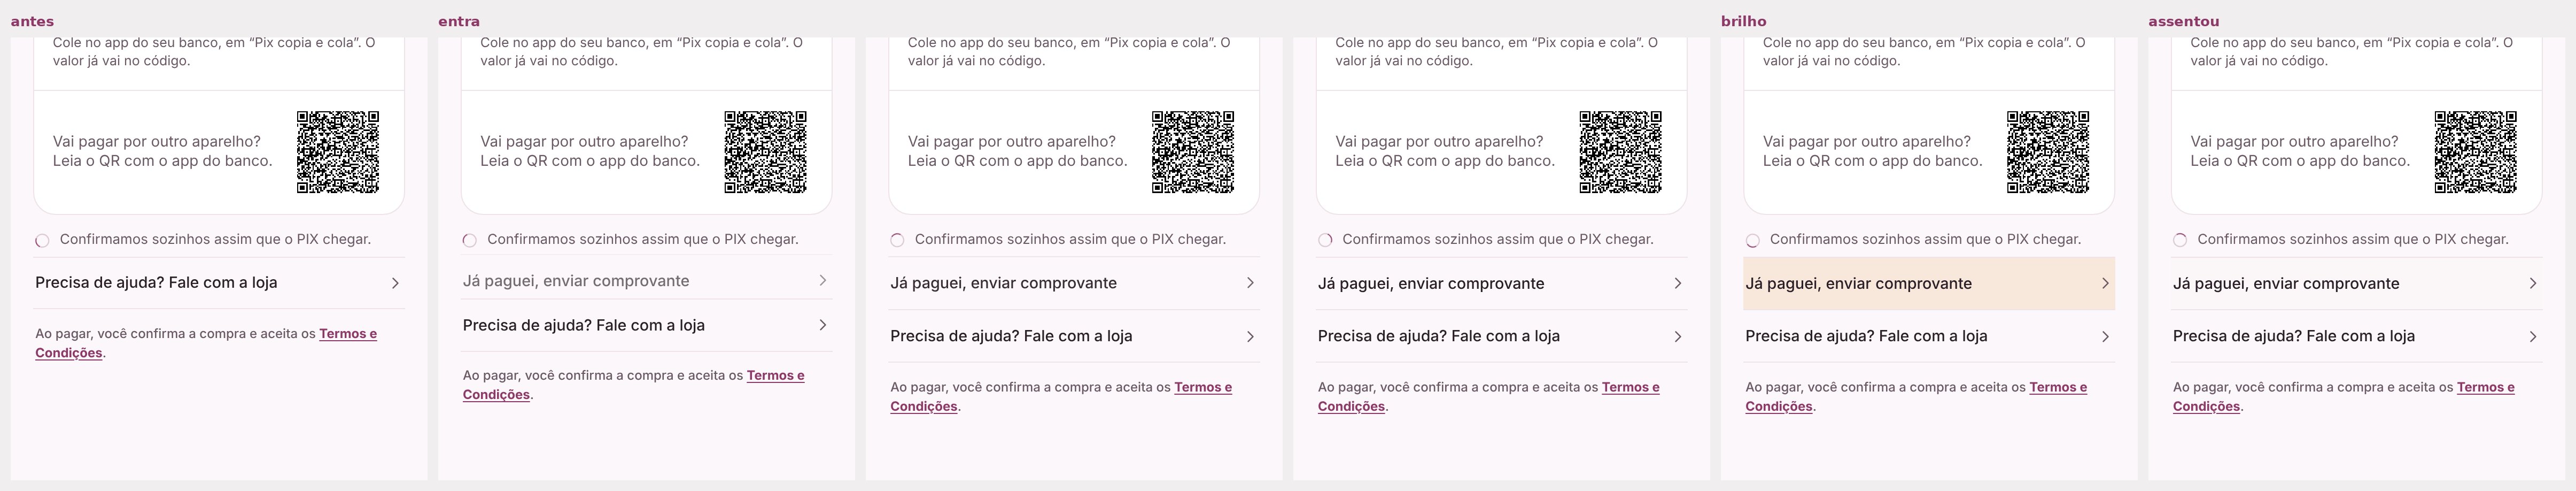 antes
Cole no app do seu banco, em “Pix copia e cola”. O
valor já vai no código.
Vai pagar por outro aparelho?
Leia o QR com o app do banco.
Confirmamos sozinhos assim que o PIX chegar.
Precisa de ajuda? Fale com a loja
Ao pagar, você confirma a compra e aceita os Termos e
Condições.
entra
Cole no app do seu banco, em “Pix copia e cola”. O
valor já vai no código.
Vai pagar por outro aparelho?
Leia o QR com o app do banco.
Confirmamos sozinhos assim que o PIX chegar.
Já paguei, enviar comprovante
Precisa de ajuda? Fale com a loja
Ao pagar, você confirma a compra e aceita os Termos e
Condições.
Cole no app do seu banco, em “Pix copia e cola”. O
valor já vai no código.
Vai pagar por outro aparelho?
Leia o QR com o app do banco.
Confirmamos sozinhos assim que o PIX chegar.
Já paguei, enviar comprovante
Precisa de ajuda? Fale com a loja
Ao pagar, você confirma a compra e aceita os Termos e
Condições.
Cole no app do seu banco, em “Pix copia e cola”. O
valor já vai no código.
Vai pagar por outro aparelho?
Leia o QR com o app do banco.
Confirmamos sozinhos assim que o PIX chegar.
Já paguei, enviar comprovante
Precisa de ajuda? Fale com a loja
Ao pagar, você confirma a compra e aceita os Termos e
Condições.
brilho
Cole no app do seu banco, em “Pix copia e cola”. O
valor já vai no código.
Vai pagar por outro aparelho?
Leia o QR com o app do banco.
Confirmamos sozinhos assim que o PIX chegar.
Já paguei, enviar comprovante
Precisa de ajuda? Fale com a loja
Ao pagar, você confirma a compra e aceita os Termos e
Condições.
assentou
Cole no app do seu banco, em “Pix copia e cola”. O
valor já vai no código.
Vai pagar por outro aparelho?
Leia o QR com o app do banco.
Confirmamos sozinhos assim que o PIX chegar.
Já paguei, enviar comprovante
Precisa de ajuda? Fale com a loja
Ao pagar, você confirma a compra e aceita os Termos e
Condições.